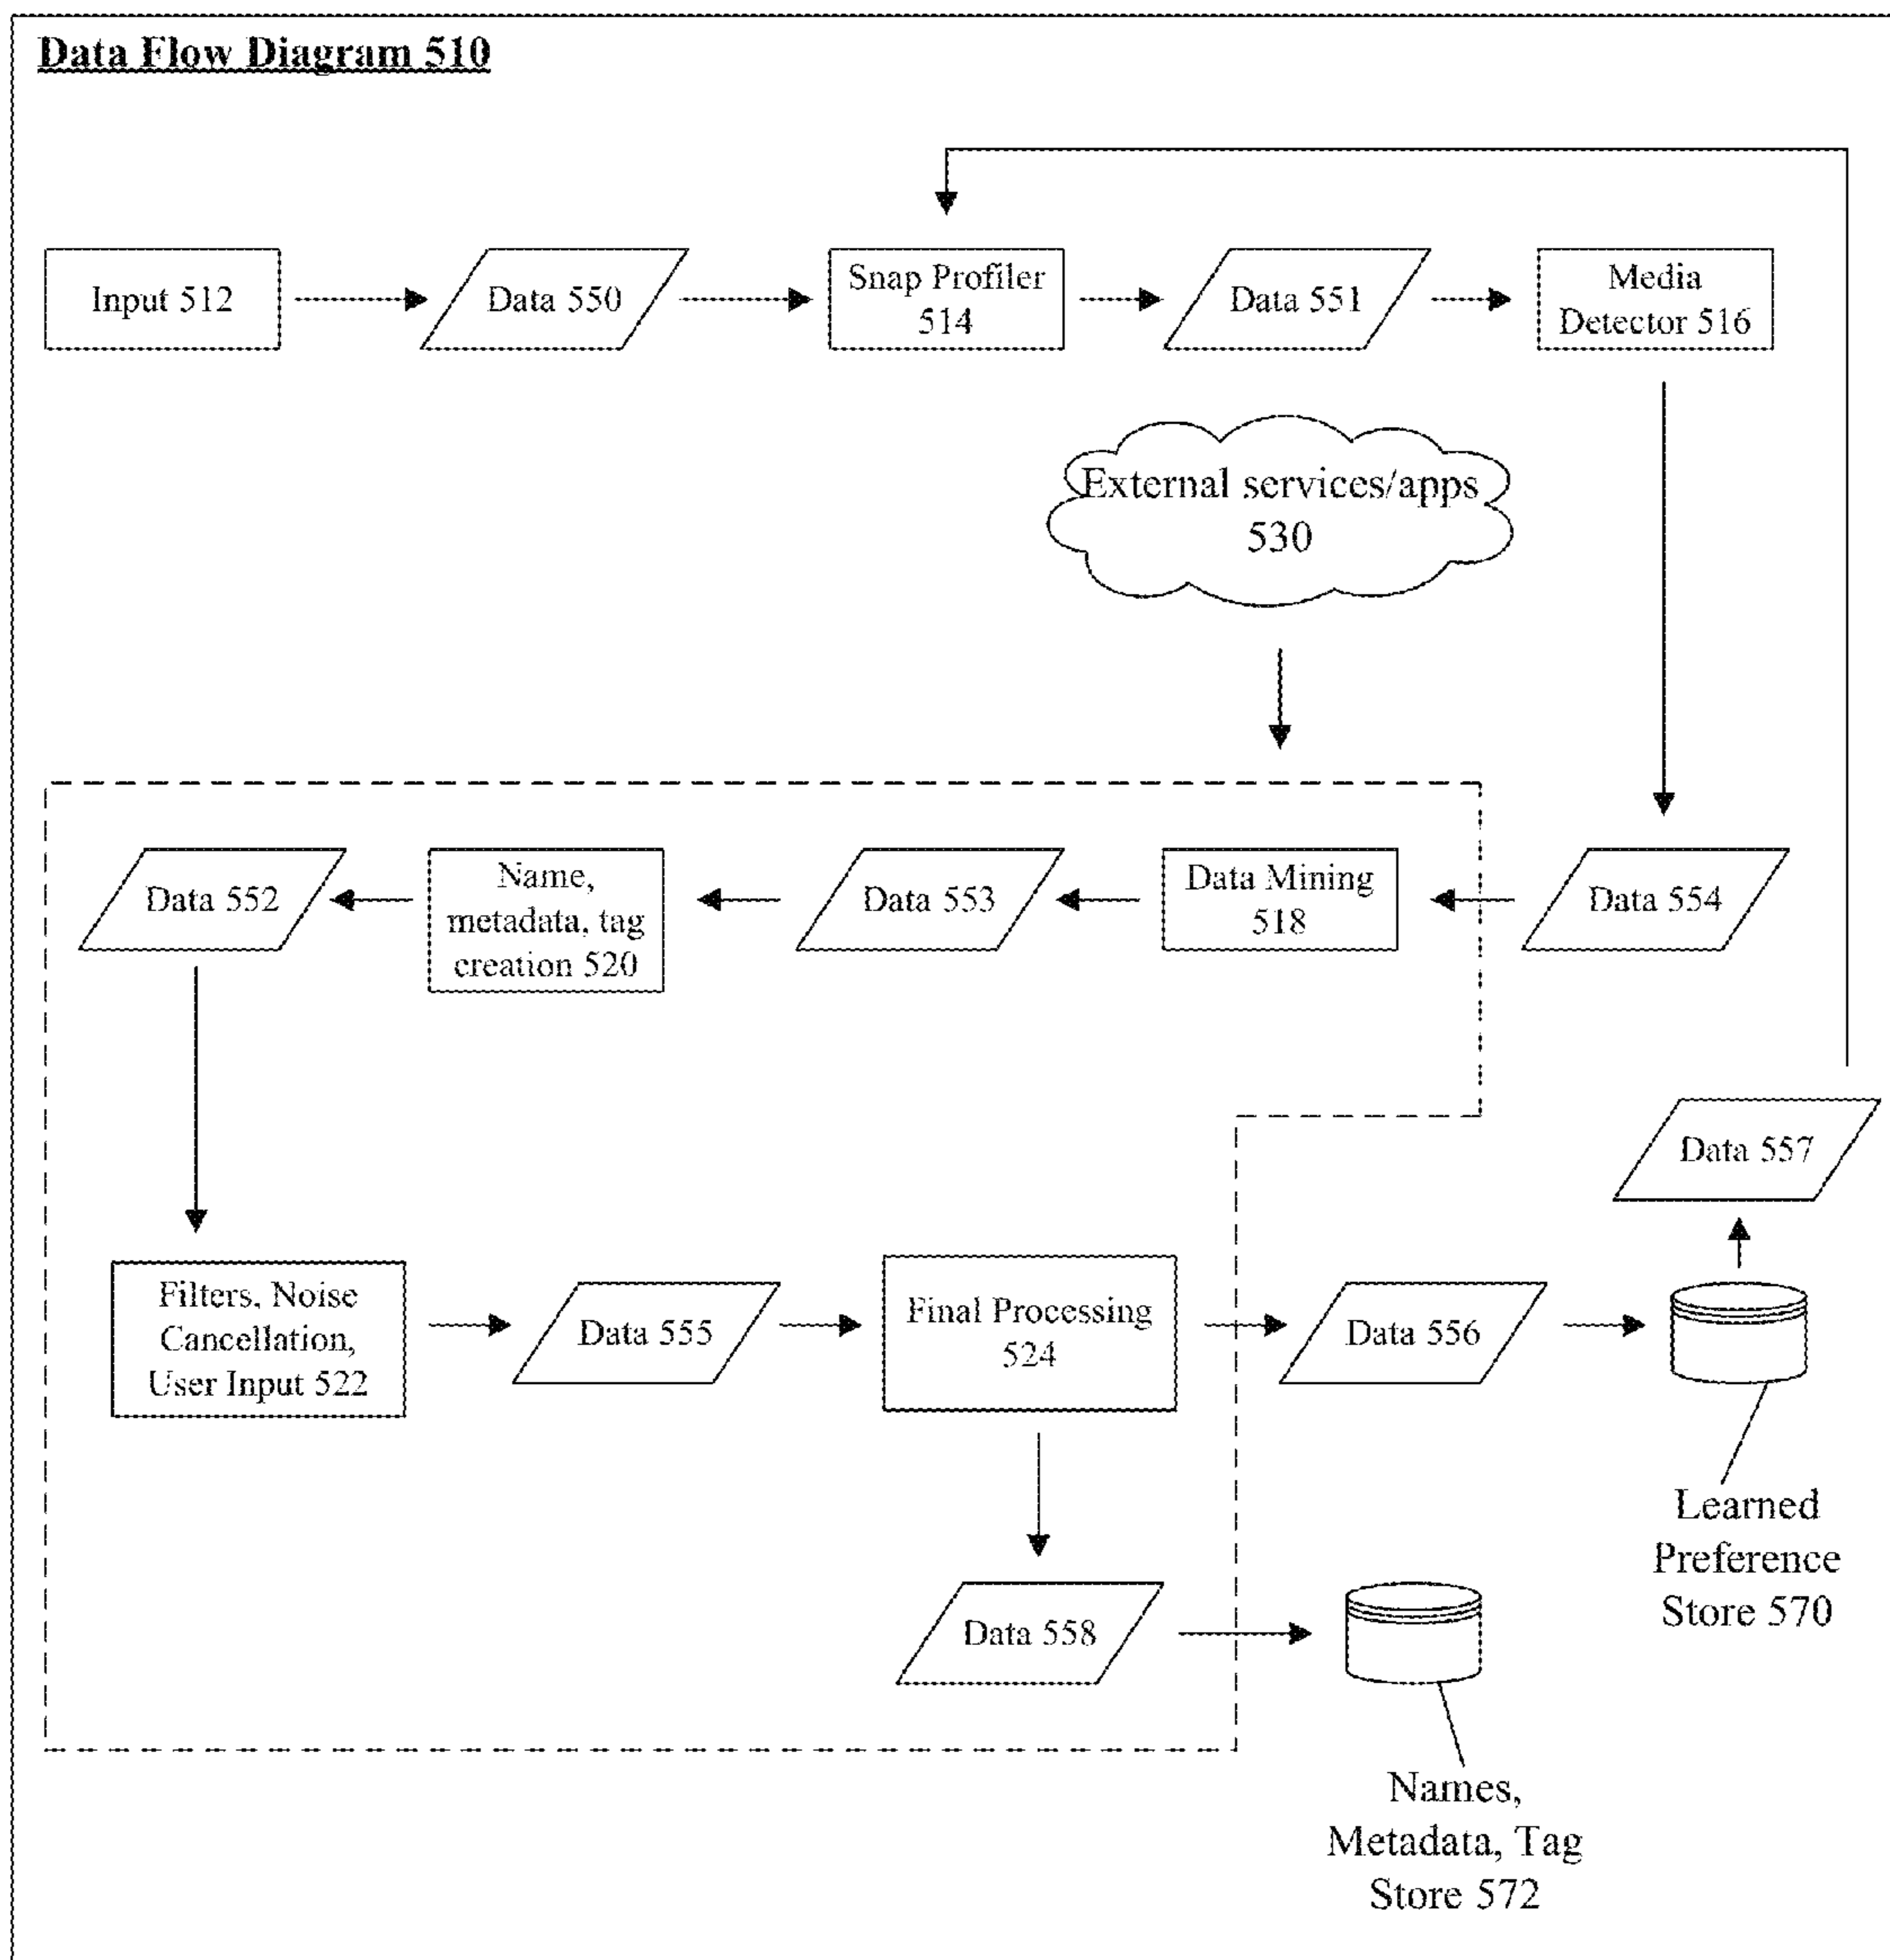 Data Flow Diagram 510
Input 512
Data 550
Snap Profiler
514
Data 551
Media
Detector 516
External services/apps
530
Data 552
Name,
metadata, tag
creation 520
Data 553
Data Mining
518
Data 554
Data 557
Filters, Noise
Cancellation,
User Input 522
Data 555
Final Processing
524
Data 556
Learned
Preference
Store 570
Data 558
Names,
Metadata, Tag
Store 572